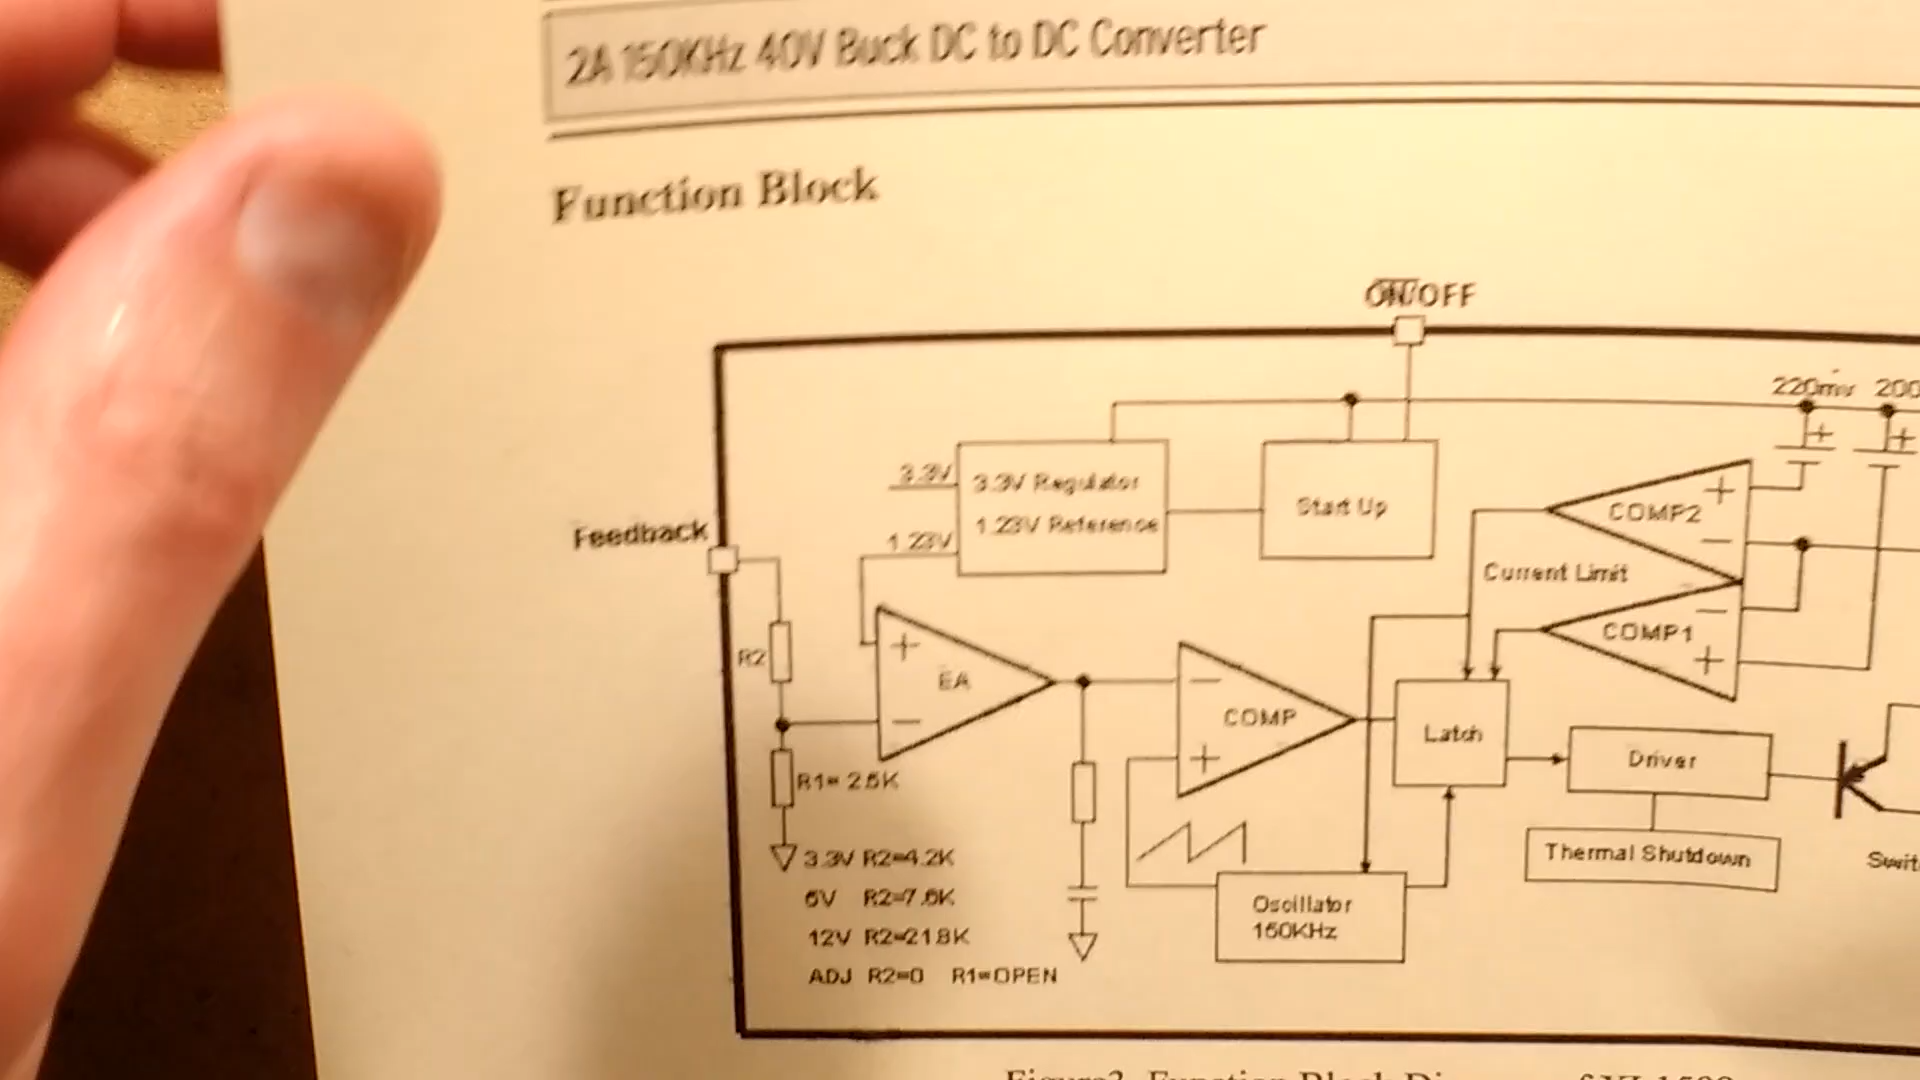 2A 150KHz 40V Buck DC to DC Converter
Function Block
ON/OFF
220mv 200
3.3V
3.3V Regulator
1.23V Reference
1.23V
Start Up
COMP2
Feedback
Current Limit
COMP1
R2
EA
COMP
Latch
Driver
R1= 2.5K
Thermal Shutdown
3.3V R2=4.2K
5V R2=7.6K
12V R2=21.8K
ADJ R2=0 R1=OPEN
Oscillator
150KHz
Function Block